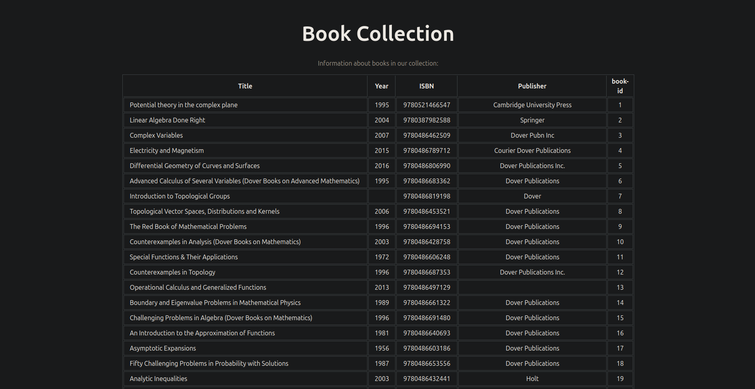 Book Collection
Information about books in our collection:
Title Year ISBN Publisher book-
id
Potential theory in the complex plane 1995 9780521466547 Cambridge University Press 1
Linear Algebra Done Right 2004 9780387982588 Springer 2
Complex Variables 2007 9780486462509 Dover Pubn Inc 3
Electricity and Magnetism 2015 9780486789712 Courier Dover Publications 4
Differential Geometry of Curves and Surfaces 2016 9780486806990 Dover Publications Inc. 5
Advanced Calculus of Several Variables (Dover Books on Advanced Mathematics) 1995 9780486683362 Dover Publications 6
Introduction to Topological Groups 9780486819198 Dover 7
Topological Vector Spaces, Distributions and Kernels 2006 9780486453521 Dover Publications 8
The Red Book of Mathematical Problems 1996 9780486694153 Dover Publications 9
Counterexamples in Analysis (Dover Books on Mathematics) 2003 9780486428758 Dover Publications 10
Special Functions & Their Applications 1972 9780486606248 Dover Publications 11
Counterexamples in Topology 1996 9780486687353 Dover Publications Inc. 12
Operational Calculus and Generalized Functions 2013 9780486497129 13
Boundary and Eigenvalue Problems in Mathematical Physics 1989 9780486661322 Dover Publications 14
Challenging Problems in Algebra (Dover Books on Mathematics) 1996 9780486691480 Dover Publications 15
An Introduction to the Approximation of Functions 1981 9780486640693 Dover Publications 16
Asymptotic Expansions 1956 9780486603186 Dover Publications 17
Fifty Challenging Problems in Probability with Solutions 1987 9780486653556 Dover Publications 18
Analytic Inequalities 2003 9780486432441 Holt 19